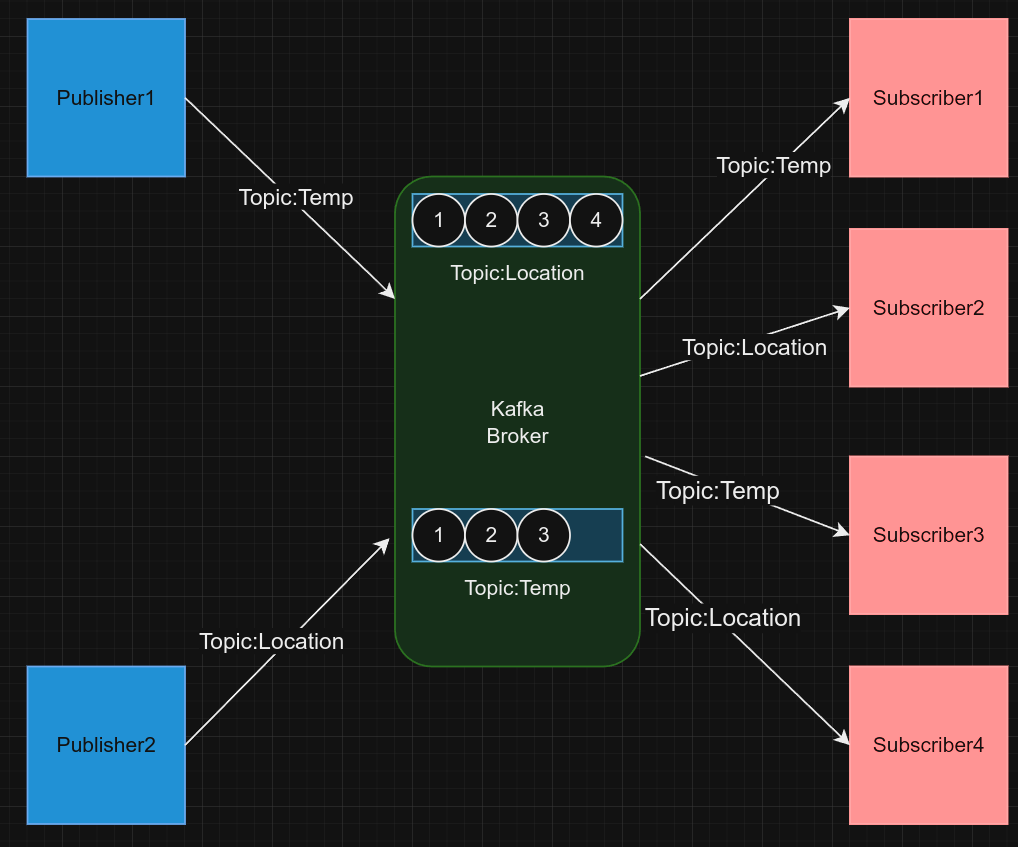 Publisher1
Subscriber1
Topic:Temp
Topic:Temp
1 2 3 4
Topic:Location
Subscriber2
Topic:Location
Kafka
Broker
Topic:Temp
1 2 3
Subscriber3
Topic:Temp
Topic:Location
Topic:Location
Publisher2
Subscriber4